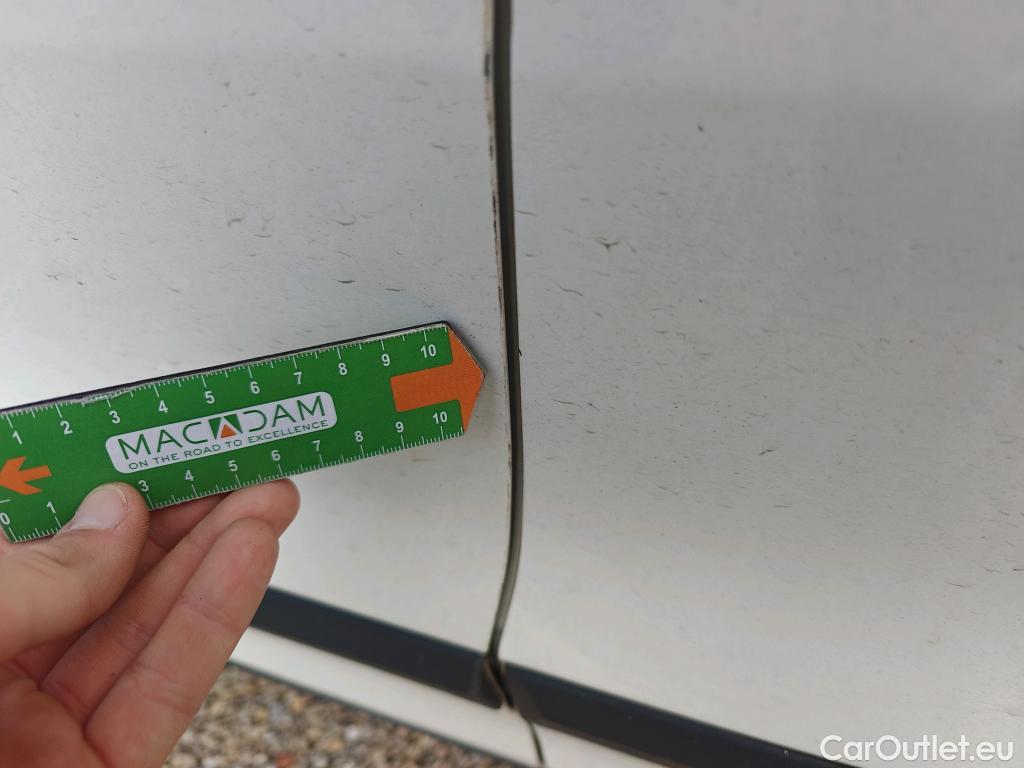 1 2 3 4 5 6 7 8 9 10
MACADAM
ON THE ROAD TO EXCELLENCE
0 1 3 4 5 6 7 8 9 10
CarOutlet.eu